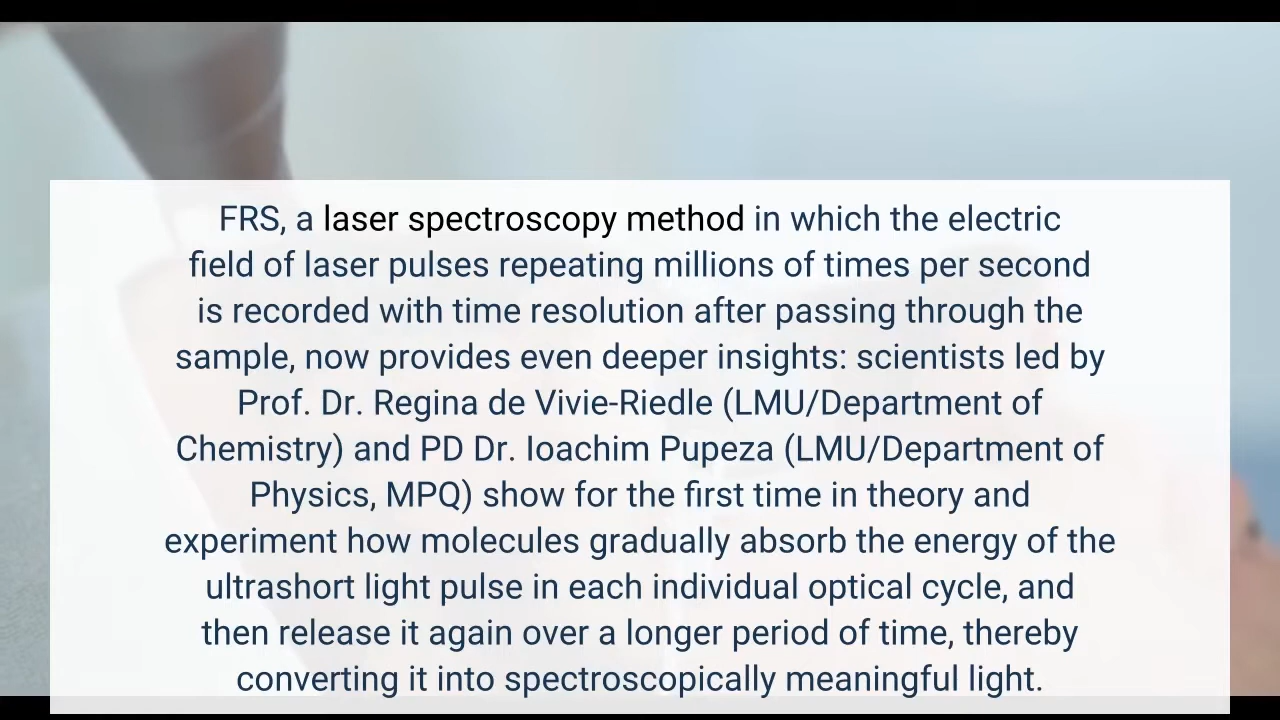 FRS, a laser spectroscopy method in which the electric
field of laser pulses repeating millions of times per second
is recorded with time resolution after passing through the
sample, now provides even deeper insights: scientists led by
Prof. Dr. Regina de Vivie-Riedle (LMU/Department of
Chemistry) and PD Dr. Ioachim Pupeza (LMU/Department of
Physics, MPQ) show for the first time in theory and
experiment how molecules gradually absorb the energy of the
ultrashort light pulse in each individual optical cycle, and
then release it again over a longer period of time, thereby
converting it into spectroscopically meaningful light.